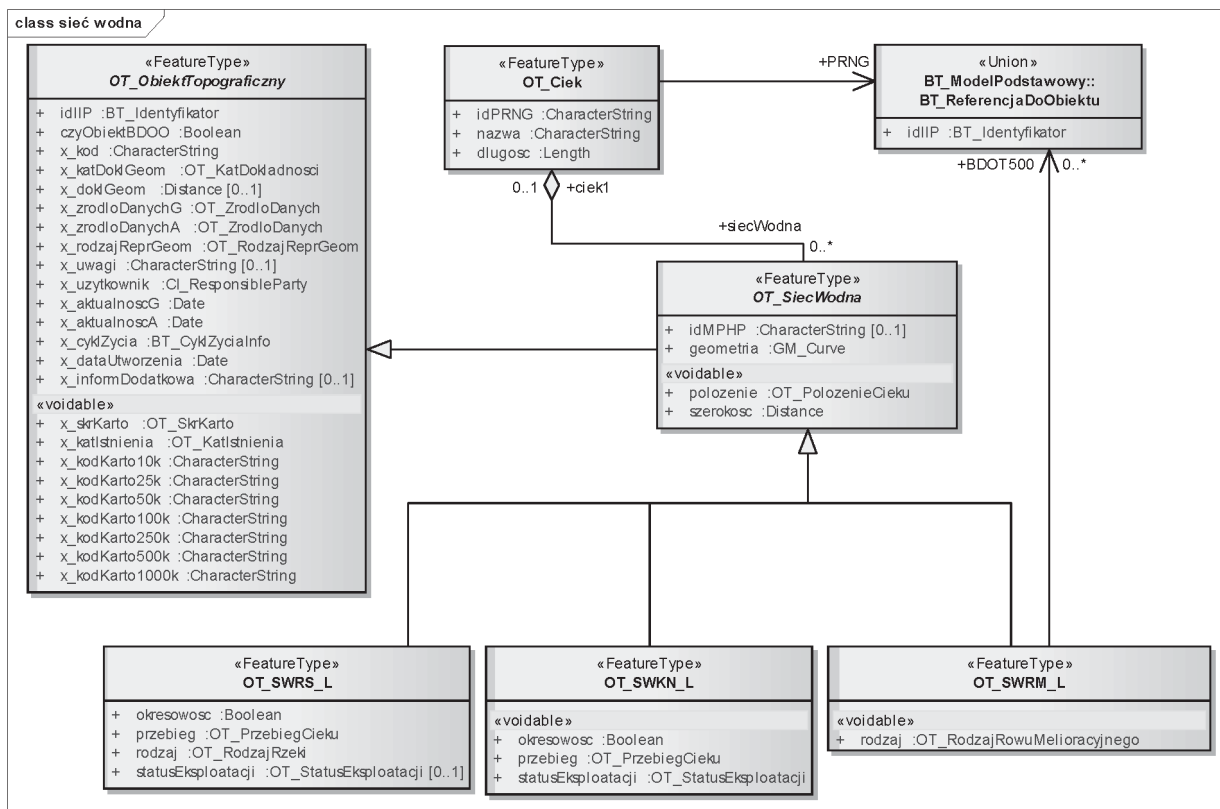 class sieć wodna
«FeatureType»
OT_ObiektTopograficzny
+ idIIP :BT_Identyfikator
+ czyObiektBDOO :Boolean
+ x_kod :CharacterString
+ x_katDoklGeom :OT_KatDokladnosci
+ x_doklGeom :Distance [0..1]
+ x_zrodloDanychG :OT_ZrodloDanych
+ x_zrodloDanychA :OT_ZrodloDanych
+ x_rodzajReprGeom :OT_RodzajReprGeom
+ x_uwagi :CharacterString [0..1]
+ x_uzytkownik :CI_ResponsibleParty
+ x_aktualnoscG :Date
+ x_aktualnoscA :Date
+ x_cyklZycia :BT_CyklZyciaInfo
+ x_dataUtworzenia :Date
+ x_informDodatkowa :CharacterString [0..1]
«voidable»
+ x_skrKarto :OT_SkrKarto
+ x_katIstnienia :OT_KatIstnienia
+ x_kodKarto10k :CharacterString
+ x_kodKarto25k :CharacterString
+ x_kodKarto50k :CharacterString
+ x_kodKarto100k :CharacterString
+ x_kodKarto250k :CharacterString
+ x_kodKarto500k :CharacterString
+ x_kodKarto1000k :CharacterString
«FeatureType»
OT_Ciek
+ idPRNG :CharacterString
+ nazwa :CharacterString
+ dlugosc :Length
+PRNG
«Union»
BT_ModelPodstawowy::
BT_ReferencjaDoObiektu
+ idIIP :BT_Identyfikator
+BDOT500 0..*
0..1 +ciek1
+siecWodna
0..*
«FeatureType»
OT_SiecWodna
+ idMPHP :CharacterString [0..1]
+ geometria :GM_Curve
«voidable»
+ polozenie :OT_PolozenieCieku
+ szerokosc :Distance
«FeatureType»
OT_SWRS_L
+ okresowosc :Boolean
+ przebieg :OT_PrzebiegCieku
+ rodzaj :OT_RodzajRzeki
+ statusEksploatacji :OT_StatusEksploatacji [0..1]
«FeatureType»
OT_SWKN_L
«voidable»
+ okresowosc :Boolean
+ przebieg :OT_PrzebiegCieku
+ statusEksploatacji :OT_StatusEksploatacji
«FeatureType»
OT_SWRM_L
«voidable»
+ rodzaj :OT_RodzajRowuMelioracyjnego